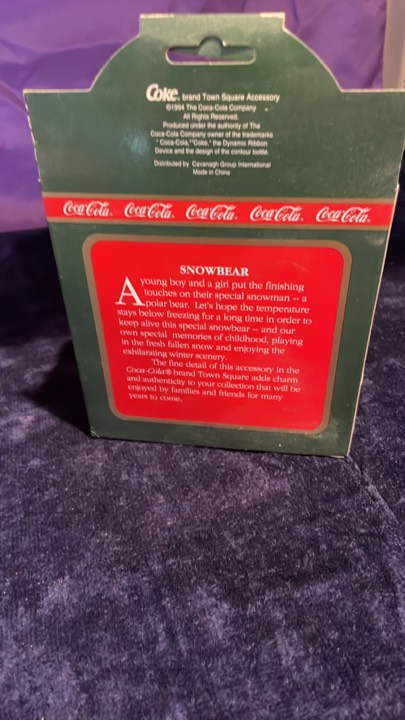 Coke® brand Town Square Accessory
©1994 The Coca-Cola Company
All Rights Reserved.
Produced under the authority of The
Coca-Cola Company owner of the trademarks
"Coca-Cola," "Coke," the Dynamic Ribbon
Device and the design of the contour bottle.
Distributed by Cavanagh Group International
Made in China
Coca-Cola® Coca-Cola® Coca-Cola® Coca-Cola® Coca-Cola®
SNOWBEAR
A young boy and a girl put the finishing
touches on their special snowman – a
polar bear. Let's hope the temperature
stays below freezing for a long time in order to
keep alive this special snowbear – and our
own special memories of childhood, playing
in the fresh fallen snow and enjoying the
exhilarating winter scenery.
The fine detail of this accessory in the
Coca-Cola® brand Town Square adds charm
and authenticity to your collection that will be
enjoyed by families and friends for many
years to come.